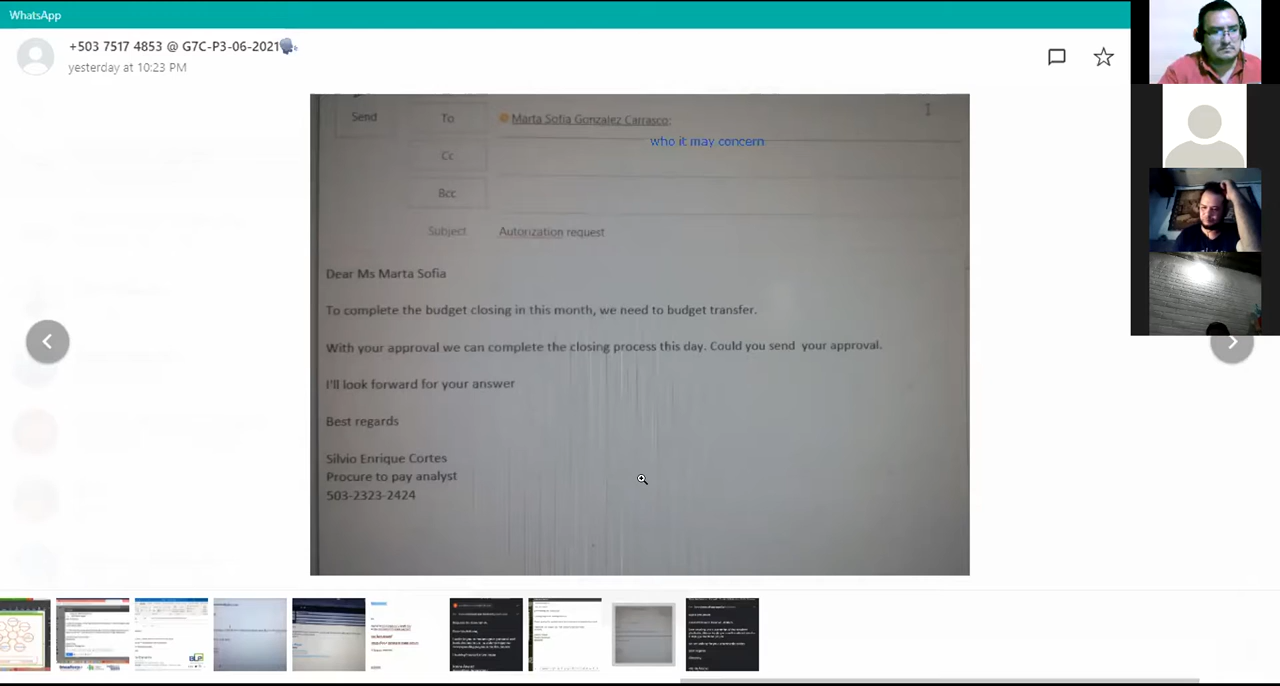 WhatsApp
+503 7517 4853 @ G7C-P3-06-2021🗣
yesterday at 10:23 PM
Send
To
Marta Sofia Gonzalez Carrasco;
who it may concern
Cc
Bcc
Subject
Autorization request
Dear Ms Marta Sofia
To complete the budget closing in this month, we need to budget transfer.
With your approval we can complete the closing process this day. Could you send your approval.
I'll look forward for your answer
Best regards
Silvio Enrique Cortes
Procure to pay analyst
503-2323-2424